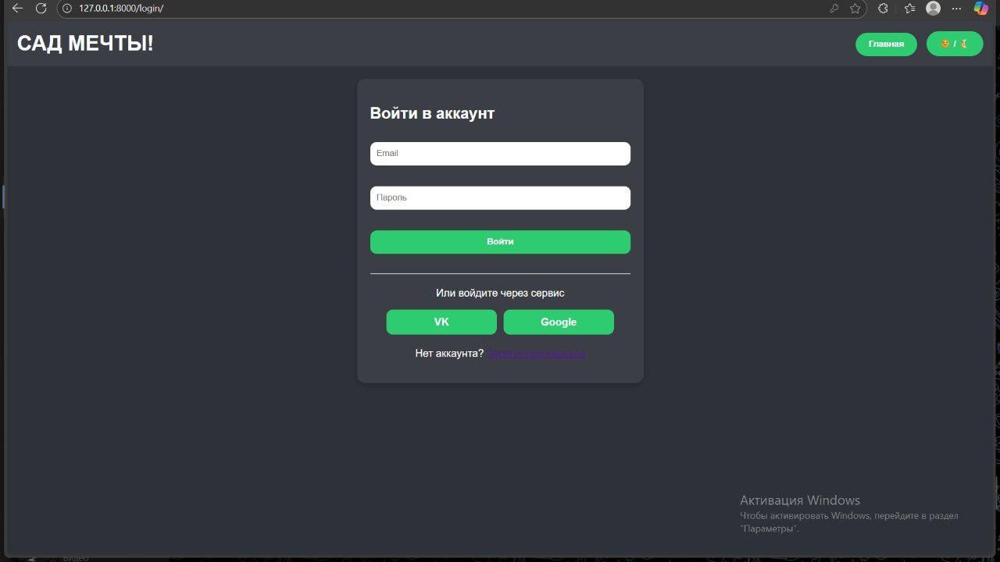 127.0.0.1:8000/login/
САД МЕЧТЫ!
Главная
/
Войти в аккаунт
Email
Пароль
Войти
Или войдите через сервис
VK
Google
Нет аккаунта? Зарегистрироваться
Активация Windows
Чтобы активировать Windows, перейдите в раздел
"Параметры".
Видео